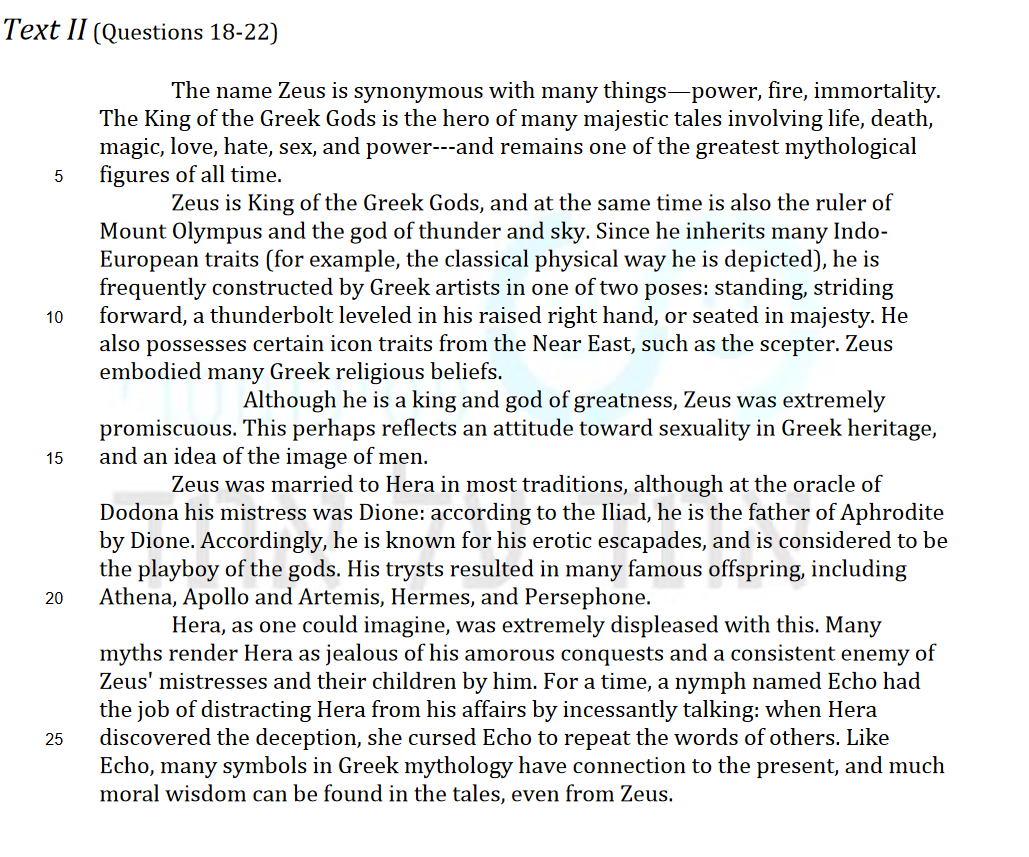 Text II (Questions 18-22)
The name Zeus is synonymous with many things—power, fire, immortality.
The King of the Greek Gods is the hero of many majestic tales involving life, death,
magic, love, hate, sex, and power---and remains one of the greatest mythological
5 figures of all time.
Zeus is King of the Greek Gods, and at the same time is also the ruler of
Mount Olympus and the god of thunder and sky. Since he inherits many Indo-
European traits (for example, the classical physical way he is depicted), he is
frequently constructed by Greek artists in one of two poses: standing, striding
10 forward, a thunderbolt leveled in his raised right hand, or seated in majesty. He
also possesses certain icon traits from the Near East, such as the scepter. Zeus
embodied many Greek religious beliefs.
Although he is a king and god of greatness, Zeus was extremely
promiscuous. This perhaps reflects an attitude toward sexuality in Greek heritage,
15 and an idea of the image of men.
Zeus was married to Hera in most traditions, although at the oracle of
Dodona his mistress was Dione: according to the Iliad, he is the father of Aphrodite
by Dione. Accordingly, he is known for his erotic escapades, and is considered to be
the playboy of the gods. His trysts resulted in many famous offspring, including
20 Athena, Apollo and Artemis, Hermes, and Persephone.
Hera, as one could imagine, was extremely displeased with this. Many
myths render Hera as jealous of his amorous conquests and a consistent enemy of
Zeus' mistresses and their children by him. For a time, a nymph named Echo had
the job of distracting Hera from his affairs by incessantly talking: when Hera
25 discovered the deception, she cursed Echo to repeat the words of others. Like
Echo, many symbols in Greek mythology have connection to the present, and much
moral wisdom can be found in the tales, even from Zeus.